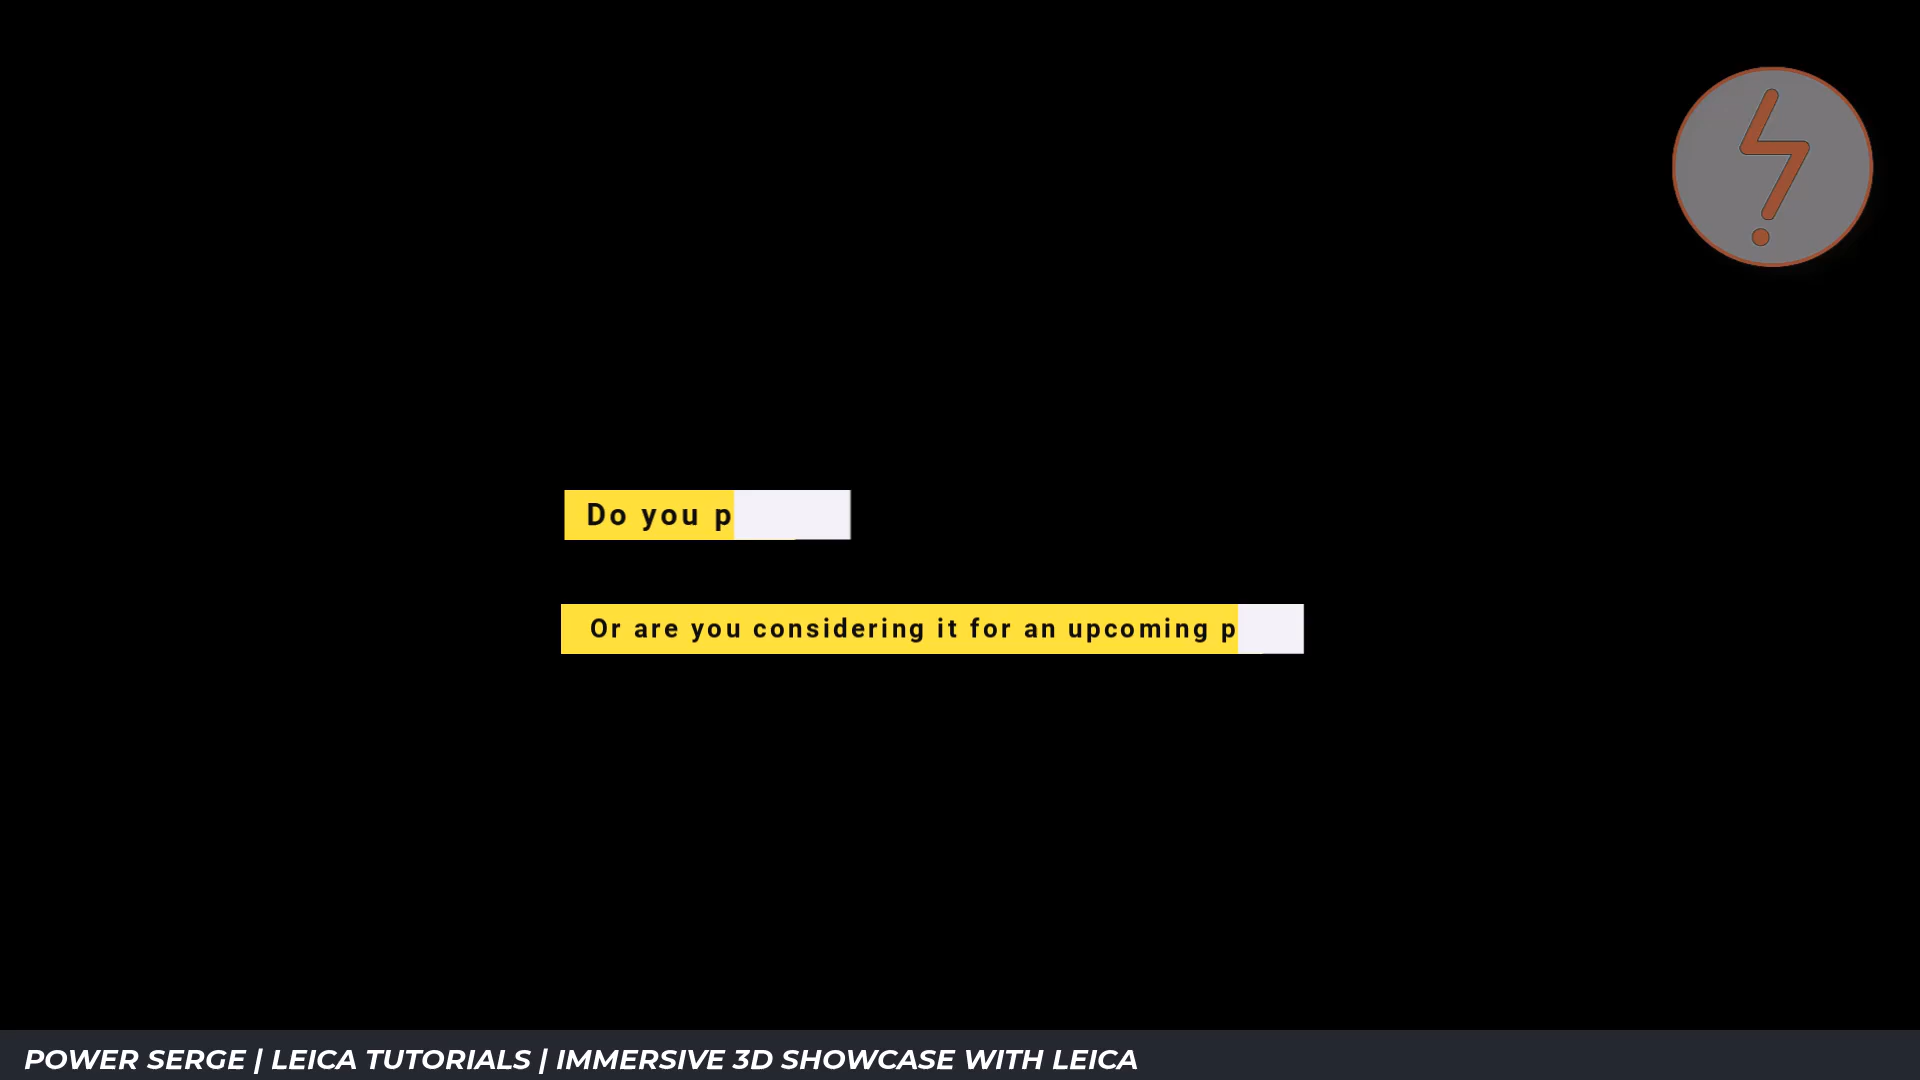 Do you p
Or are you considering it for an upcoming p
POWER SERGE | LEICA TUTORIALS | IMMERSIVE 3D SHOWCASE WITH LEICA